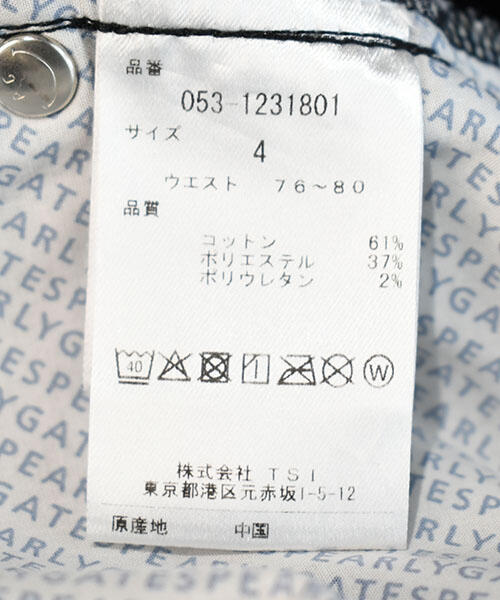 品番
053-1231801
サイズ
4
ウエスト 76～80
品質
コットン 61%
ポリエステル 37%
ポリウレタン 2%
40
W
株式会社 TSI
東京都港区元赤坂1-5-12
原産地 中国
PEARLYGATES